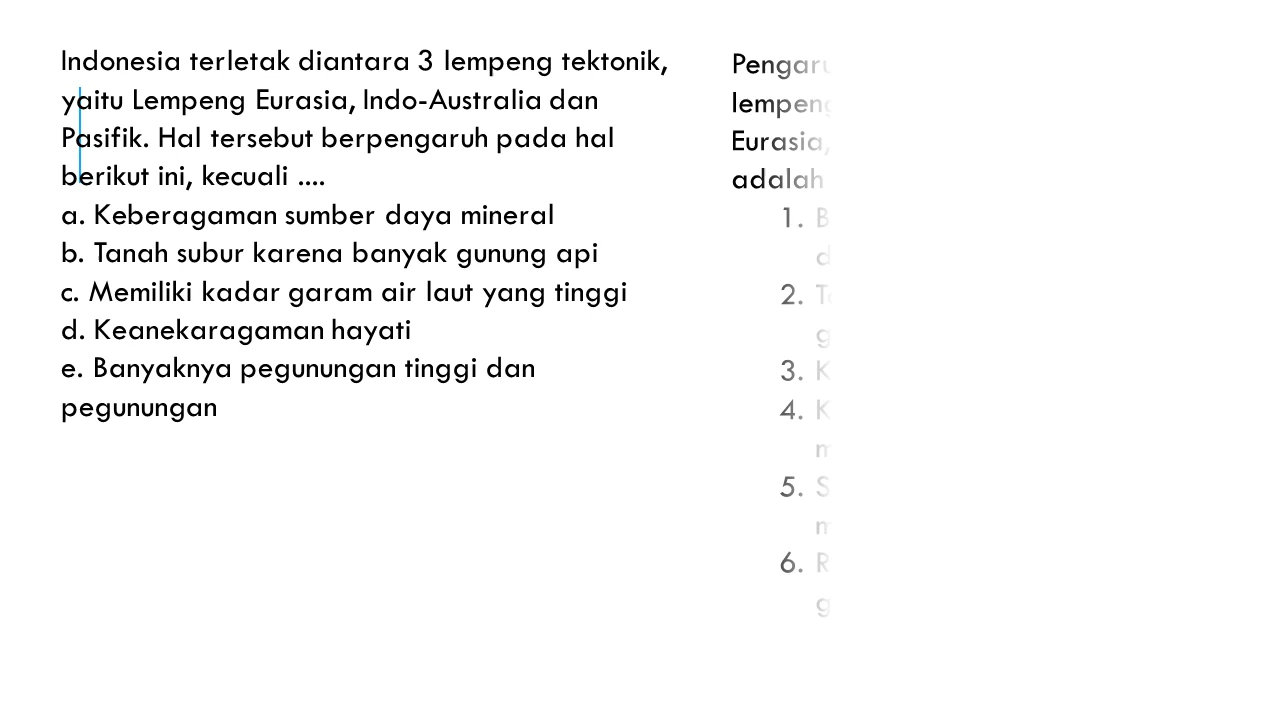 Indonesia terletak diantara 3 lempeng tektonik,
yaitu Lempeng Eurasia, Indo-Australia dan
Pasifik. Hal tersebut berpengaruh pada hal
berikut ini, kecuali ....
a. Keberagaman sumber daya mineral
b. Tanah subur karena banyak gunung api
c. Memiliki kadar garam air laut yang tinggi
d. Keanekaragaman hayati
e. Banyaknya pegunungan tinggi dan
pegunungan
Eurasia,
adalah
1.
2.
3.
4.
5.
6.